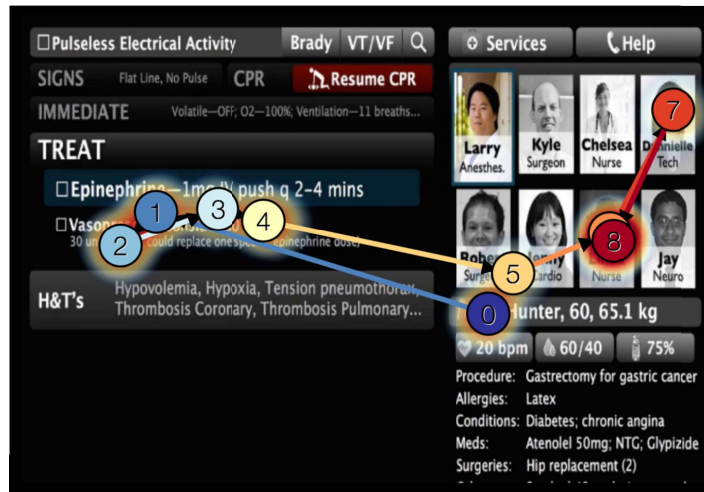 Pulseless Electrical Activity Brady VT/VF
SIGNS Flat Line, No Pulse CPR Resume CPR
IMMEDIATE Volatile—OFF; O2—100%; Ventilation—11 breaths...
TREAT
Epinephrine—1mg IV push q 2-4 mins
30 could replace one epinephrine dose)
H&T's
Hypovolemia, Hypoxia, Tension pneumothorax,
Thrombosis Coronary, Thrombosis Pulmonary...
Services Help
Larry
Anesthes.
Kyle
Surgeon
Chelsea
Nurse
Tech
Cardio
Nurse
Jay
Neuro
Hunter, 60, 65.1 kg
20 bpm 60/40 75%
Procedure: Gastrectomy for gastric cancer
Allergies: Latex
Conditions: Diabetes; chronic angina
Meds: Atenolel 50mg; NTG; Glypizide
Surgeries: Hip replacement (2)
0
1
2
3
4
5
7
8